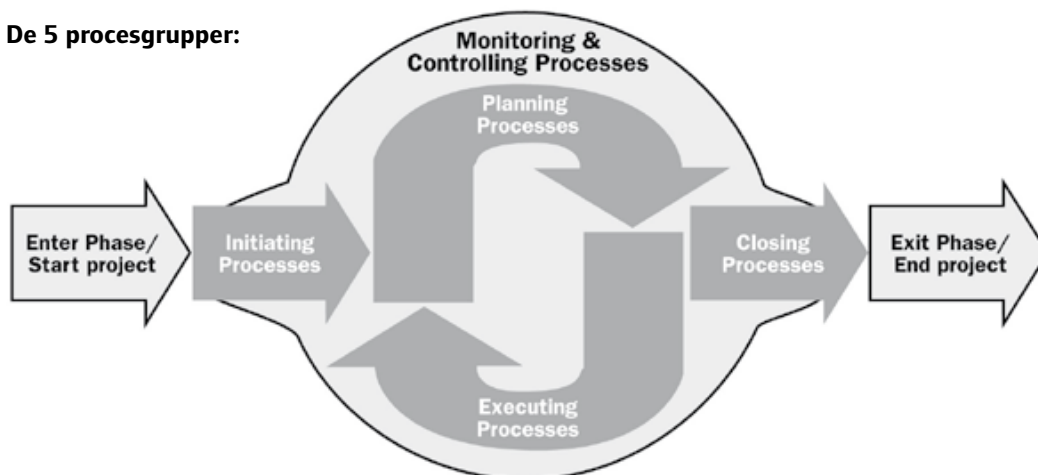 De 5 procesgrupper:
Monitoring &
Controlling Processes
Planning
Processes
Enter Phase/
Start project
Initiating
Processes
Closing
Processes
Exit Phase/
End project
Executing
Processes